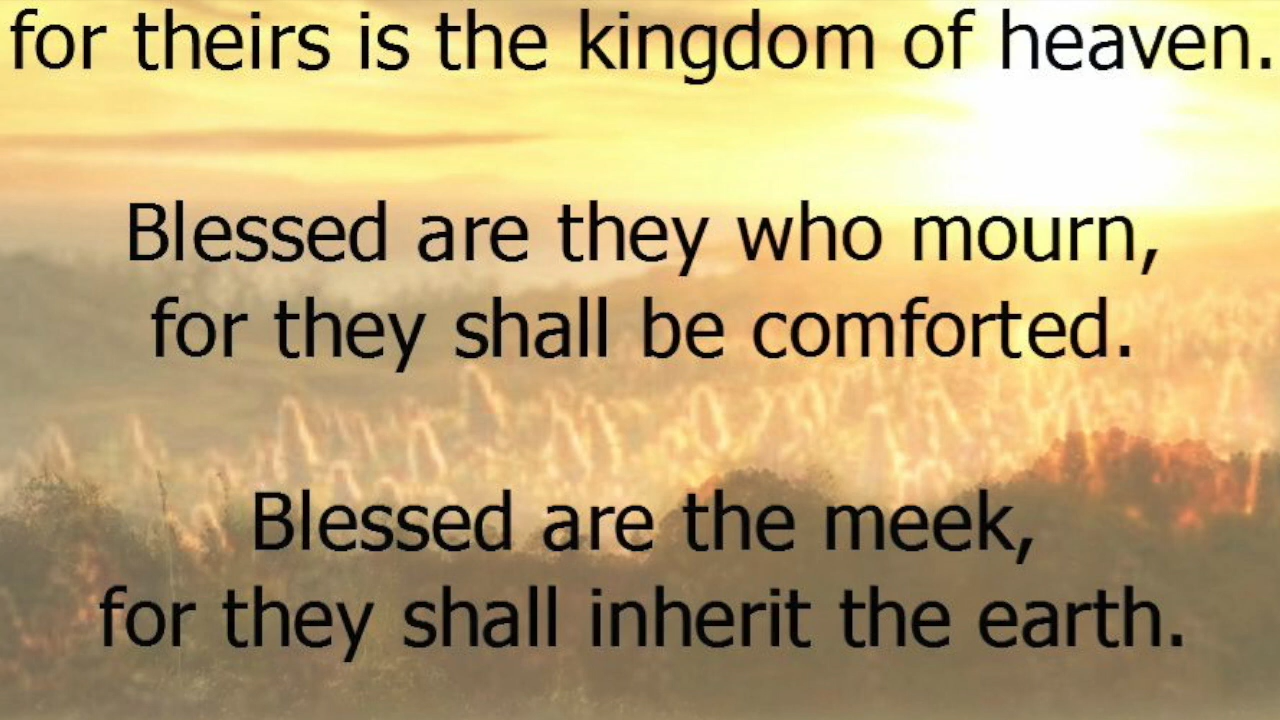 for theirs is the kingdom of heaven.
Blessed are they who mourn,
for they shall be comforted.
Blessed are the meek,
for they shall inherit the earth.